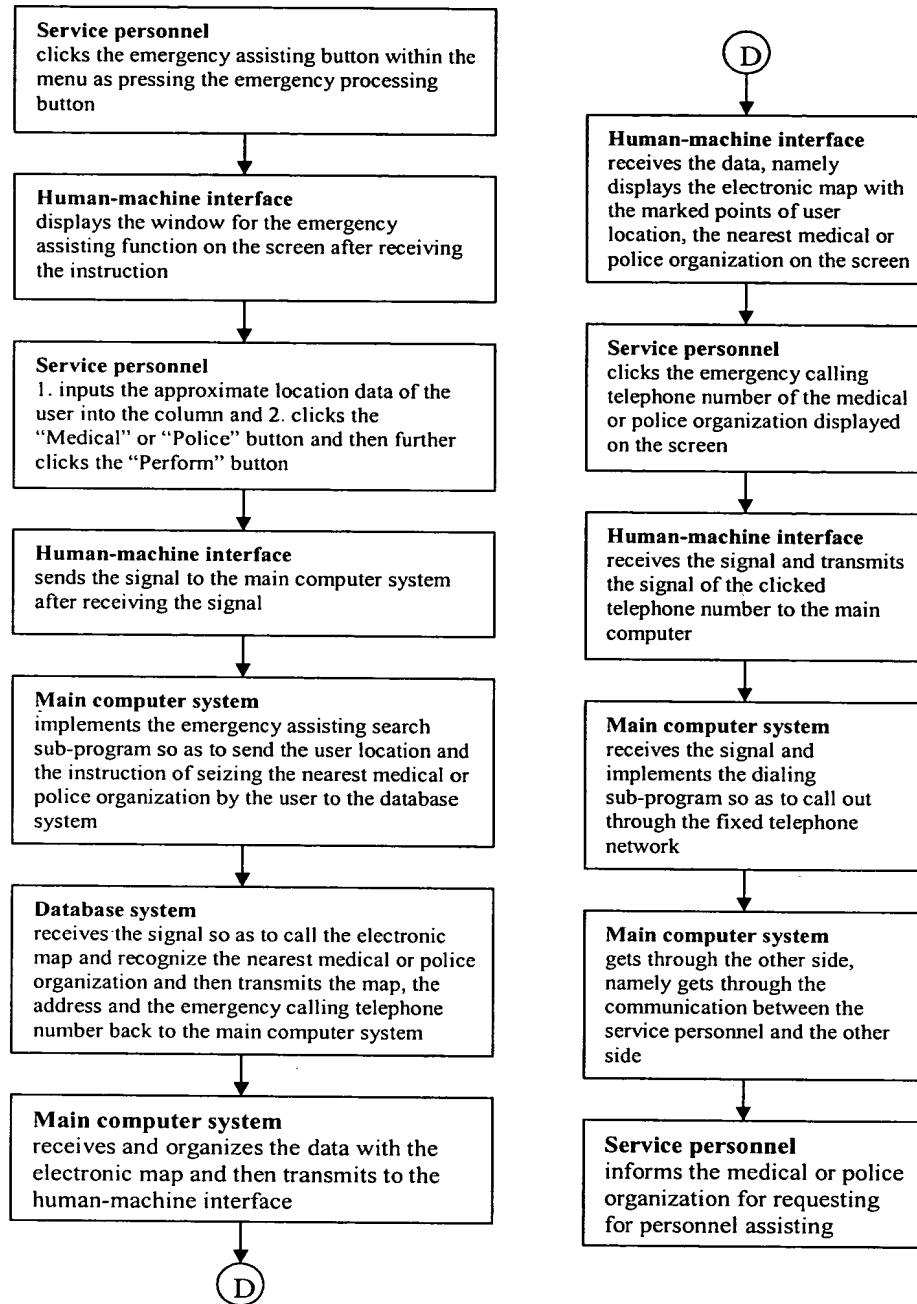 Service personnel
clicks the emergency assisting button within the
menu as pressing the emergency processing
button
Human-machine interface
displays the window for the emergency
assisting function on the screen after receiving
the instruction
Service personnel
1. inputs the approximate location data of the
user into the column and 2. clicks the
“Medical” or “Police” button and then further
clicks the “Perform” button
Human-machine interface
sends the signal to the main computer system
after receiving the signal
Main computer system
implements the emergency assisting search
sub-program so as to send the user location and
the instruction of seizing the nearest medical or
police organization by the user to the database
system
Database system
receives the signal so as to call the electronic
map and recognize the nearest medical or police
organization and then transmits the map, the
address and the emergency calling telephone
number back to the main computer system
Main computer system
receives and organizes the data with the
electronic map and then transmits to the
human-machine interface
D
D
Human-machine interface
receives the data, namely
displays the electronic map with
the marked points of user
location, the nearest medical or
police organization on the screen
Service personnel
clicks the emergency calling
telephone number of the medical
or police organization displayed
on the screen
Human-machine interface
receives the signal and transmits
the signal of the clicked
telephone number to the main
computer
Main computer system
receives the signal and
implements the dialing
sub-program so as to call out
through the fixed telephone
network
Main computer system
gets through the other side,
namely gets through the
communication between the
service personnel and the other
side
Service personnel
informs the medical or police
organization for requesting
for personnel assisting